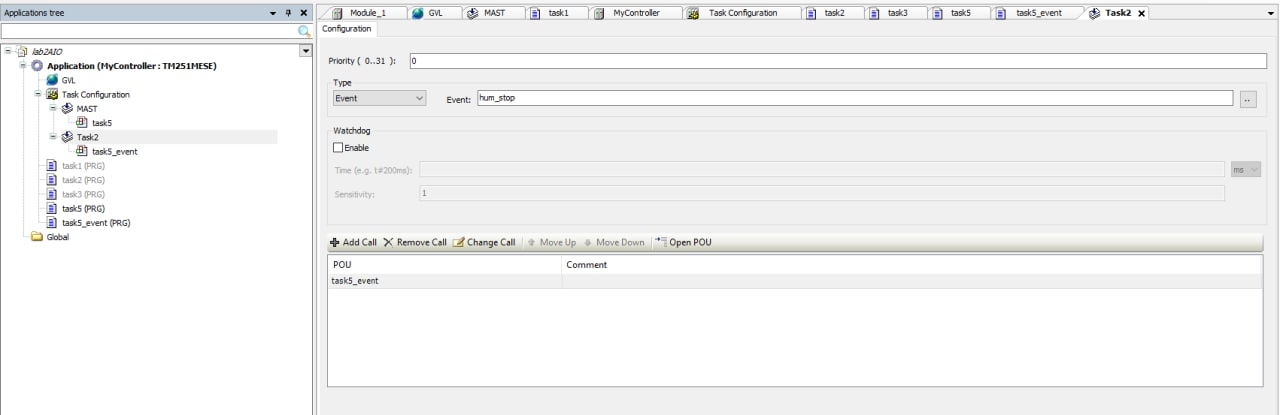 Applications tree
lab2AIO
Application (MyController : TM251MESE)
GVL
Task Configuration
MAST
task5
Task2
task5_event
task1 (PRG)
task2 (PRG)
task3 (PRG)
task5 (PRG)
task5_event (PRG)
Global
Module_1 GVL MAST task1 MyController Task Configuration task2 task3 task5 task5_event Task2
Configuration
Priority ( 0..31 ): 0
Type
Event Event: hum_stop ..
Watchdog
Enable
Time (e.g. t#200ms): ms
Sensitivity: 1
Add Call Remove Call Change Call Move Up Move Down Open POU
POU Comment
task5_event